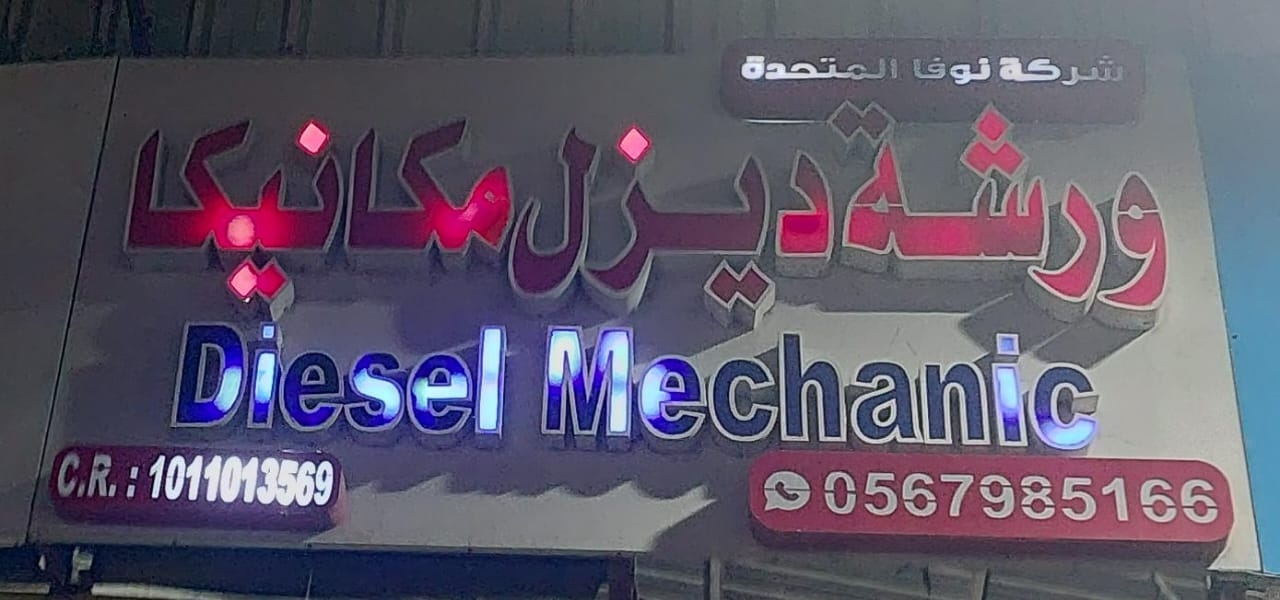 شركة نوفا المتحدة
ورشة ديزل مكانيكا
Diesel Mechanic
C.R. : 1011013569
0567985166